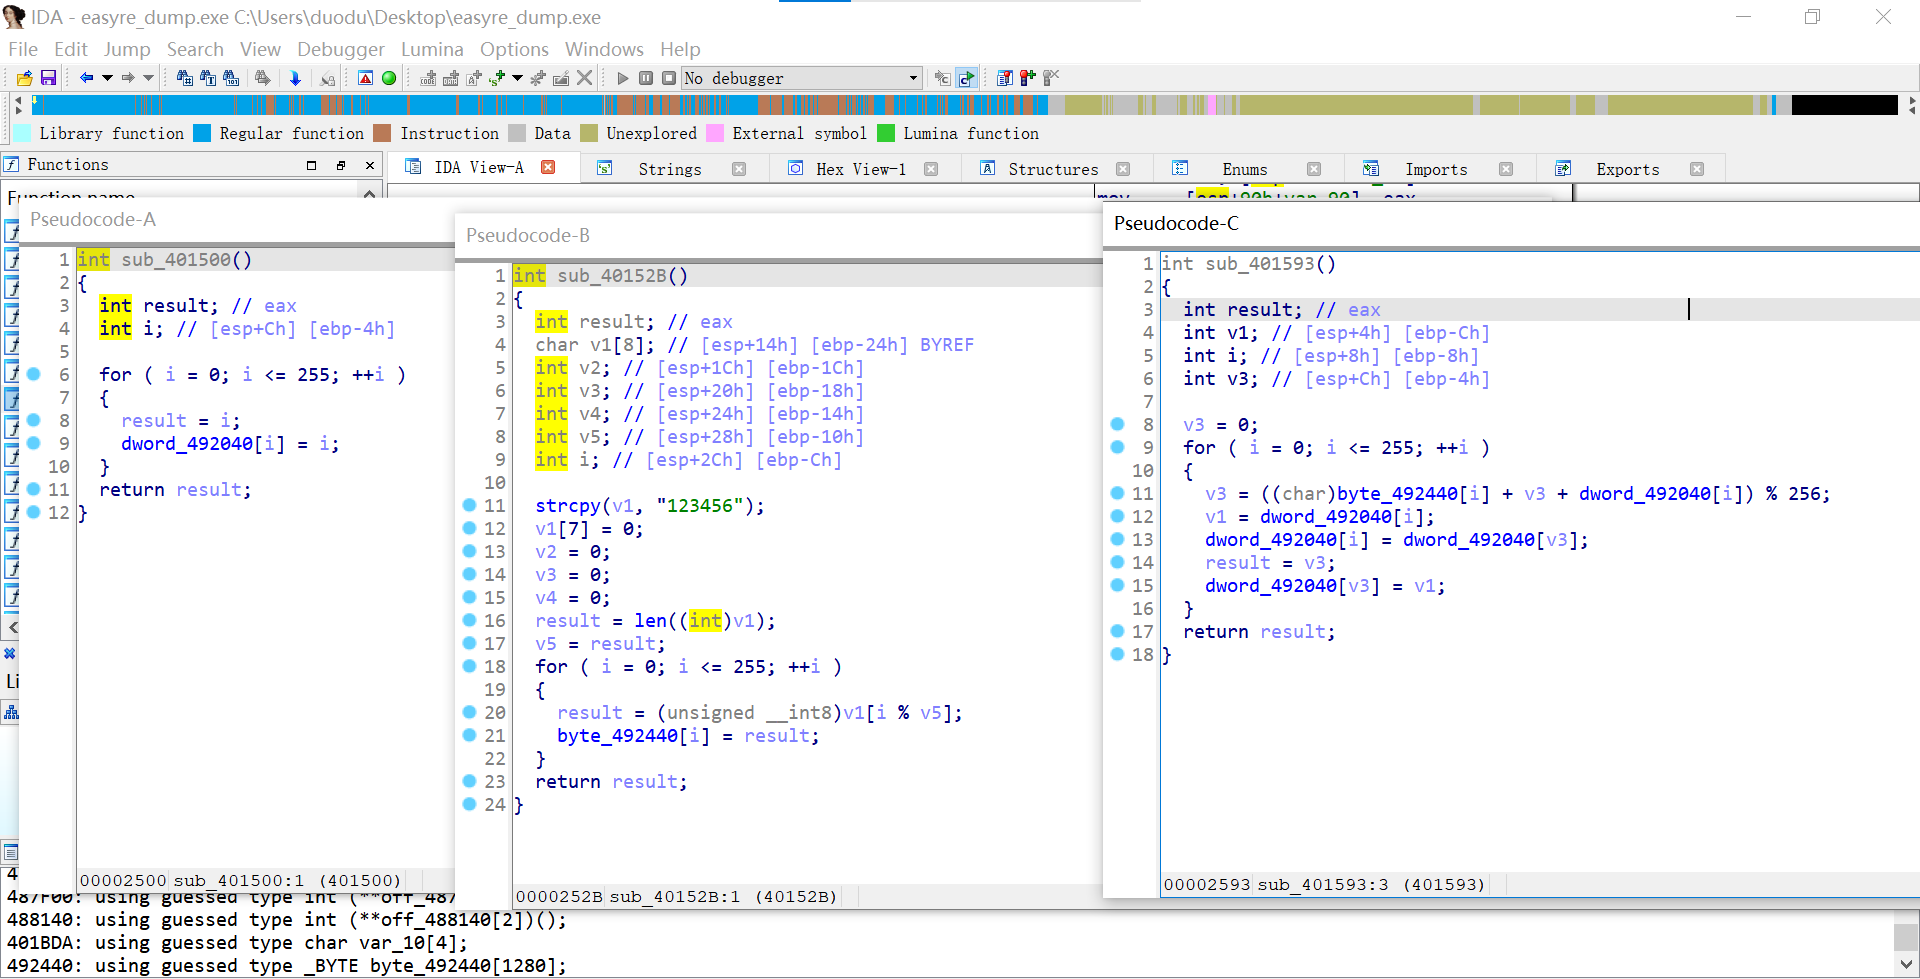 IDA - easyre_dump.exe C:\Users\duodu\Desktop\easyre_dump.exe
File Edit Jump Search View Debugger Lumina Options Windows Help
No debugger
Library function Regular function Instruction Data Unexplored External symbol Lumina function
Functions
IDA View-A Strings Hex View-1 Structures Enums Imports Exports
Function name
Pseudocode-A
1 int sub_401500()
2 {
3 int result; // eax
4 int i; // [esp+Ch] [ebp-4h]
5
6 for ( i = 0; i <= 255; ++i )
7 {
8 result = i;
9 dword_492040[i] = i;
10 }
11 return result;
12 }
00002500 sub_401500:1 (401500)
Pseudocode-B
1 int sub_40152B()
2 {
3 int result; // eax
4 char v1[8]; // [esp+14h] [ebp-24h] BYREF
5 int v2; // [esp+1Ch] [ebp-1Ch]
6 int v3; // [esp+20h] [ebp-18h]
7 int v4; // [esp+24h] [ebp-14h]
8 int v5; // [esp+28h] [ebp-10h]
9 int i; // [esp+2Ch] [ebp-Ch]
10
11 strcpy(v1, "123456");
12 v1[7] = 0;
13 v2 = 0;
14 v3 = 0;
15 v4 = 0;
16 result = len((int)v1);
17 v5 = result;
18 for ( i = 0; i <= 255; ++i )
19 {
20 result = (unsigned __int8)v1[i % v5];
21 byte_492440[i] = result;
22 }
23 return result;
24 }
0000252B sub_40152B:1 (40152B)
Pseudocode-C
1 int sub_401593()
2 {
3 int result; // eax
4 int v1; // [esp+4h] [ebp-Ch]
5 int i; // [esp+8h] [ebp-8h]
6 int v3; // [esp+Ch] [ebp-4h]
7
8 v3 = 0;
9 for ( i = 0; i <= 255; ++i )
10 {
11 v3 = ((char)byte_492440[i] + v3 + dword_492040[i]) % 256;
12 v1 = dword_492040[i];
13 dword_492040[i] = dword_492040[v3];
14 result = v3;
15 dword_492040[v3] = v1;
16 }
17 return result;
18 }
00002593 sub_401593:3 (401593)
Li
487F00: using guessed type int (**off_487
488140: using guessed type int (**off_488140[2])();
401BDA: using guessed type char var_10[4];
492440: using guessed type _BYTE byte_492440[1280];